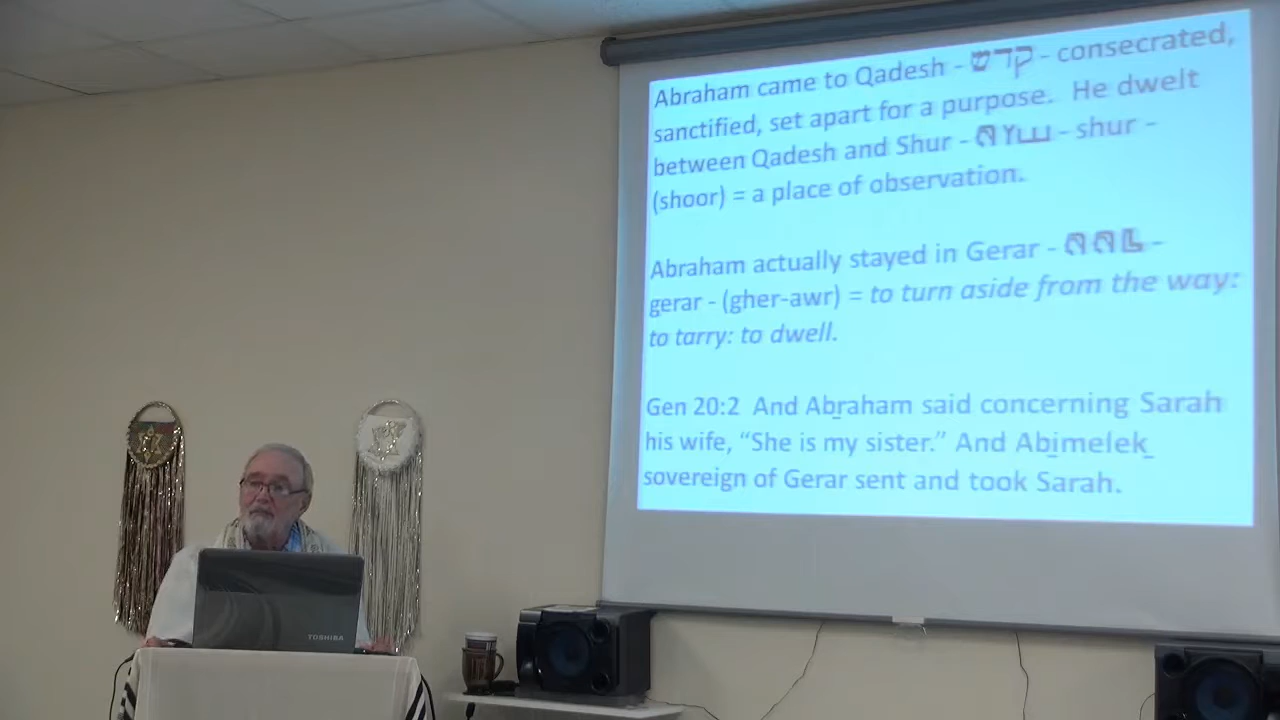 Abraham came to Qadesh - קדש - consecrated,
sanctified, set apart for a purpose. He dwelt
between Qadesh and Shur - - shur -
(shoor) = a place of observation.
Abraham actually stayed in Gerar - -
gerar - (gher-awr) = to turn aside from the way:
to tarry: to dwell.
Gen 20:2 And Aḇraham said concerning Sarah
his wife, “She is my sister.” And Aḇimeleḵ
sovereign of Gerar sent and took Sarah.
TOSHIBA